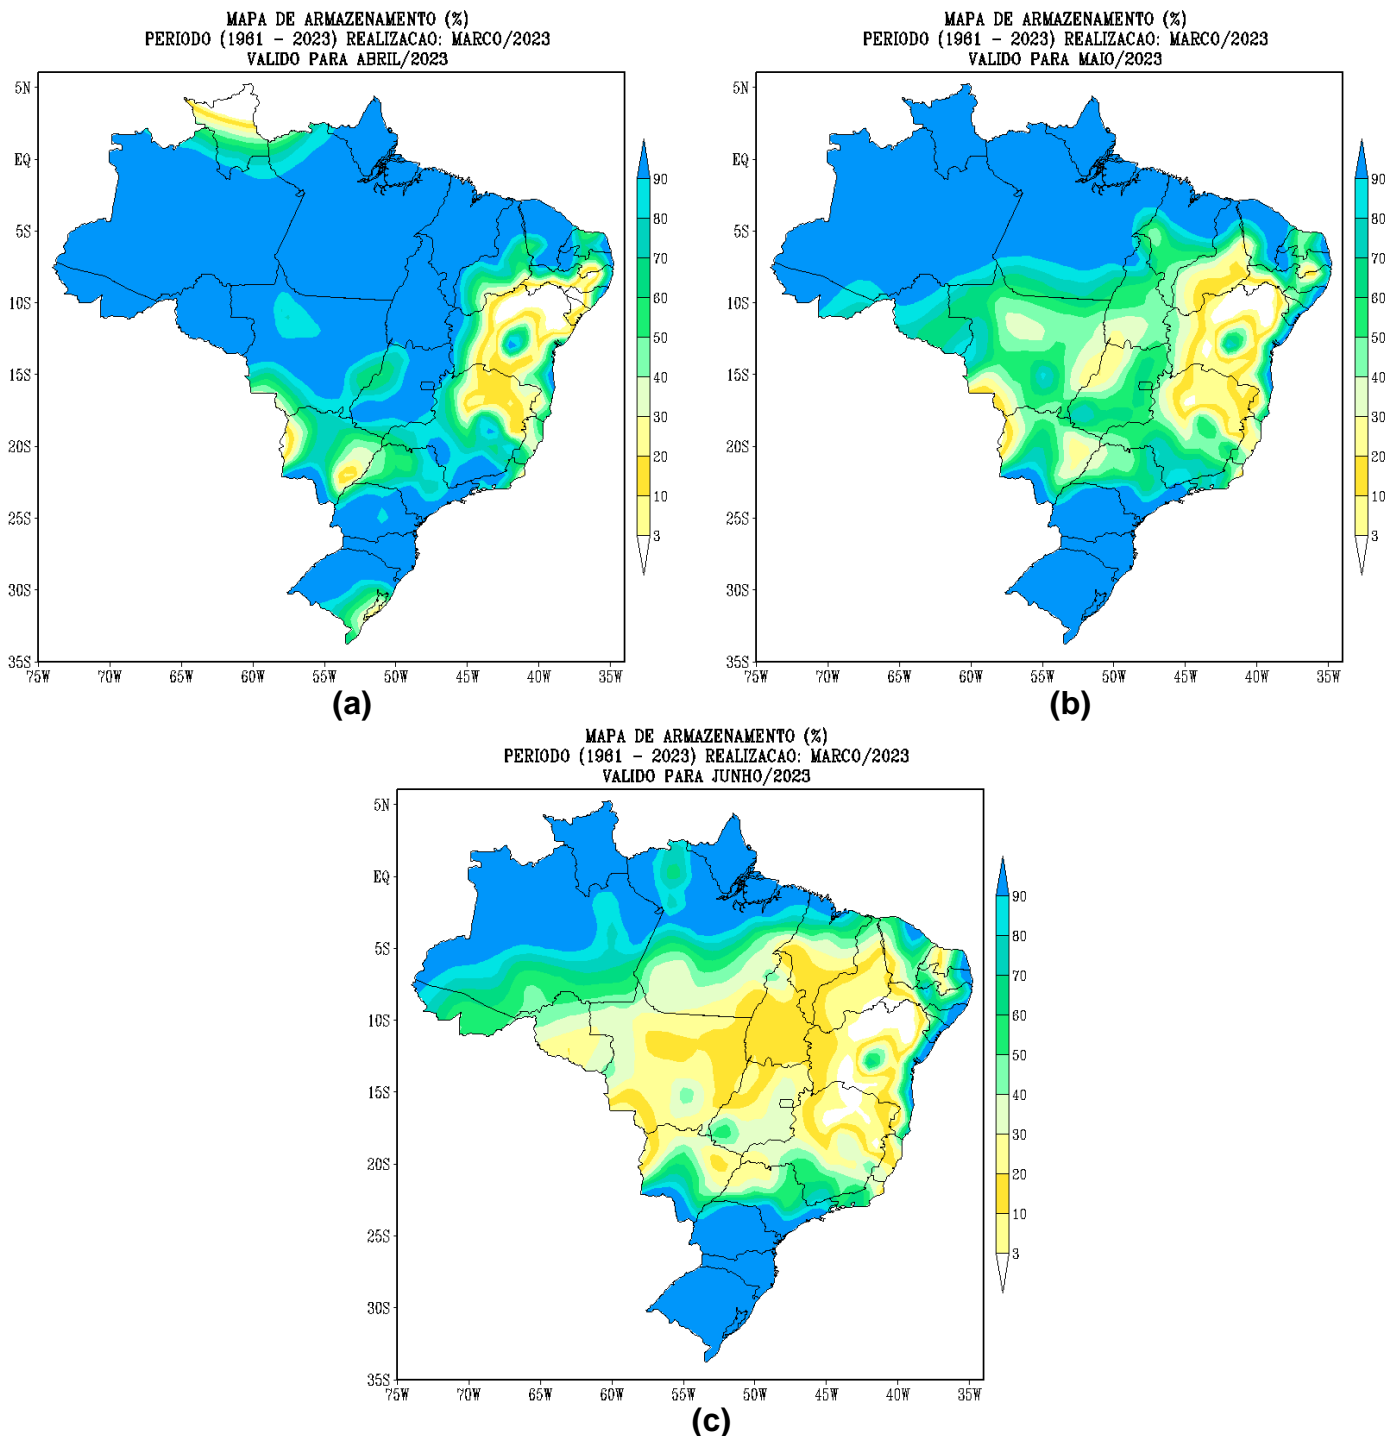 MAPA DE ARMAZENAMENTO (%)
PERIODO (1961 - 2023) REALIZACAO: MARCO/2023
VALIDO PARA ABRIL/2023
5N
EQ
5S
10S
15S
20S
25S
30S
35S
75W 70W 65W 60W 55W 50W 45W 40W 35W
90
80
70
60
50
40
30
20
10
3
(a)
MAPA DE ARMAZENAMENTO (%)
PERIODO (1961 - 2023) REALIZACAO: MARCO/2023
VALIDO PARA MAIO/2023
5N
EQ
5S
10S
15S
20S
25S
30S
35S
75W 70W 65W 60W 55W 50W 45W 40W 35W
90
80
70
60
50
40
30
20
10
3
(b)
MAPA DE ARMAZENAMENTO (%)
PERIODO (1961 - 2023) REALIZACAO: MARCO/2023
VALIDO PARA JUNHO/2023
5N
EQ
5S
10S
15S
20S
25S
30S
35S
75W 70W 65W 60W 55W 50W 45W 40W 35W
90
80
70
60
50
40
30
20
10
3
(c)